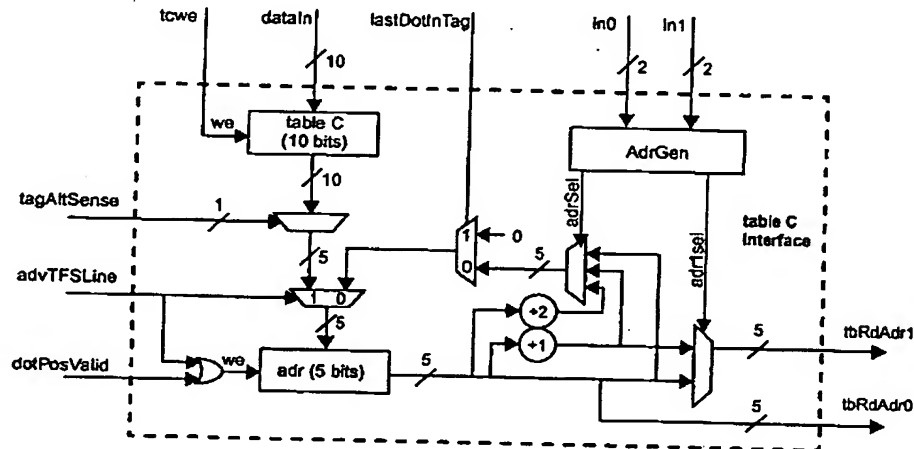 tcwe
dataIn
lastDotInTag
In0
In1
10
2
2
we
table C
(10 bits)
AdrGen
10
tagAltSense
1
adrSel
adr1sel
table C
Interface
1
0
0
5
5
advTFSLine
1 0
5
+2
5
tbRdAdr1
dotPosValid
we
adr (5 bits)
5
+1
5
tbRdAdr0